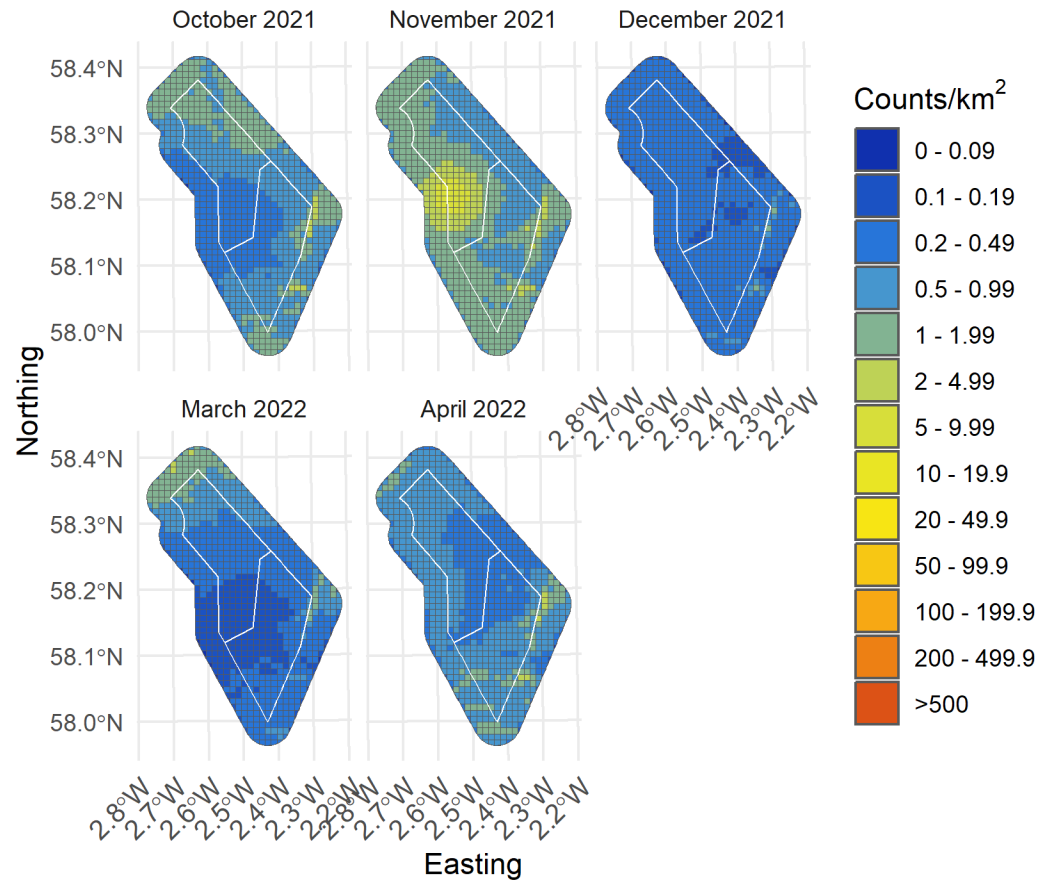 October 2021
November 2021
December 2021
58.4°N
58.3°N
58.2°N
58.1°N
58.0°N
2.8°W
2.7°W
2.6°W
2.5°W
2.4°W
2.3°W
2.2°W
March 2022
April 2022
58.4°N
58.3°N
58.2°N
58.1°N
58.0°N
2.8°W
2.7°W
2.6°W
2.5°W
2.4°W
2.3°W
2.2°W
2.8°W
2.7°W
2.6°W
2.5°W
2.4°W
2.3°W
2.2°W
Northing
Easting
Counts/km²
0 - 0.09
0.1 - 0.19
0.2 - 0.49
0.5 - 0.99
1 - 1.99
2 - 4.99
5 - 9.99
10 - 19.9
20 - 49.9
50 - 99.9
100 - 199.9
200 - 499.9
>500